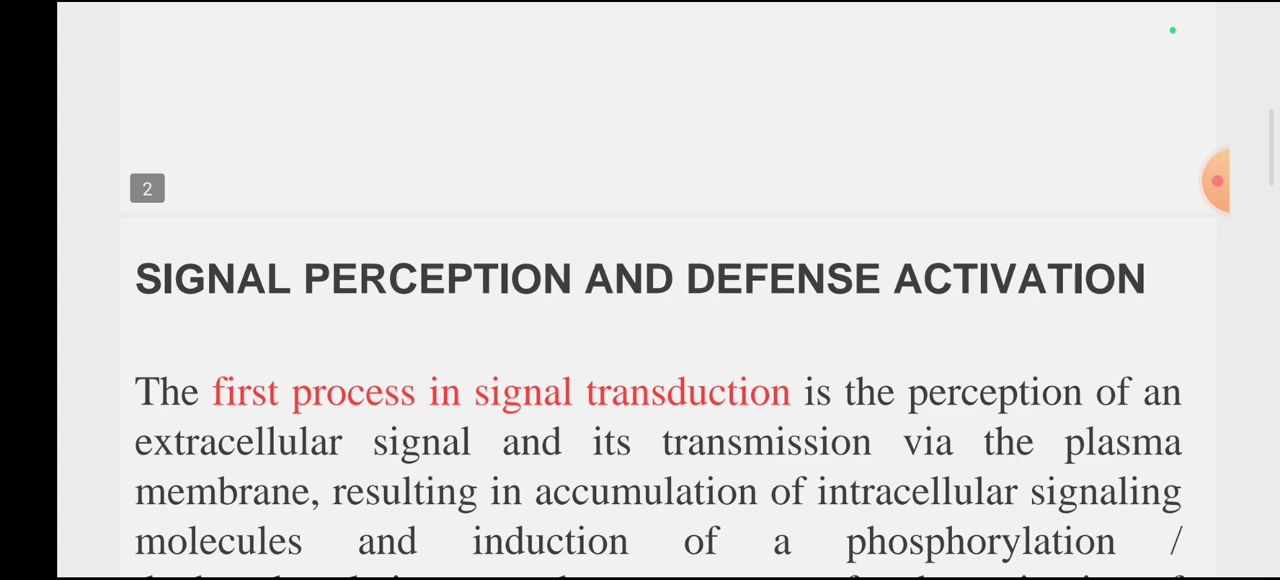 2
SIGNAL PERCEPTION AND DEFENSE ACTIVATION
The first process in signal transduction is the perception of an
extracellular signal and its transmission via the plasma
membrane, resulting in accumulation of intracellular signaling
molecules and induction of a phosphorylation /